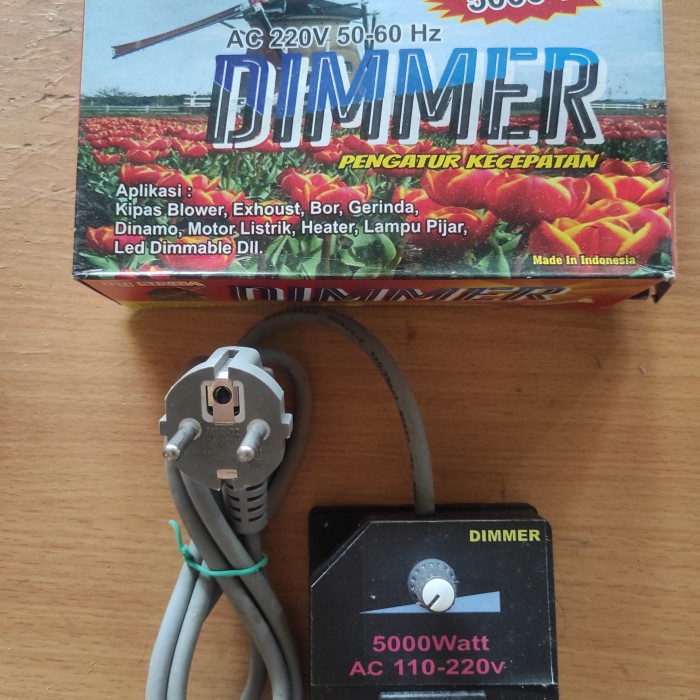 AC 220V 50-60 Hz
DIMMER
PENGATUR KECEPATAN
Aplikasi :
Kipas Blower, Exhoust, Bor, Gerinda,
Dinamo, Motor Listrik, Heater, Lampu Pijar,
Led Dimmable Dll.
Made In Indonesia
DIMMER
DIMMER
5000Watt
AC 110-220v